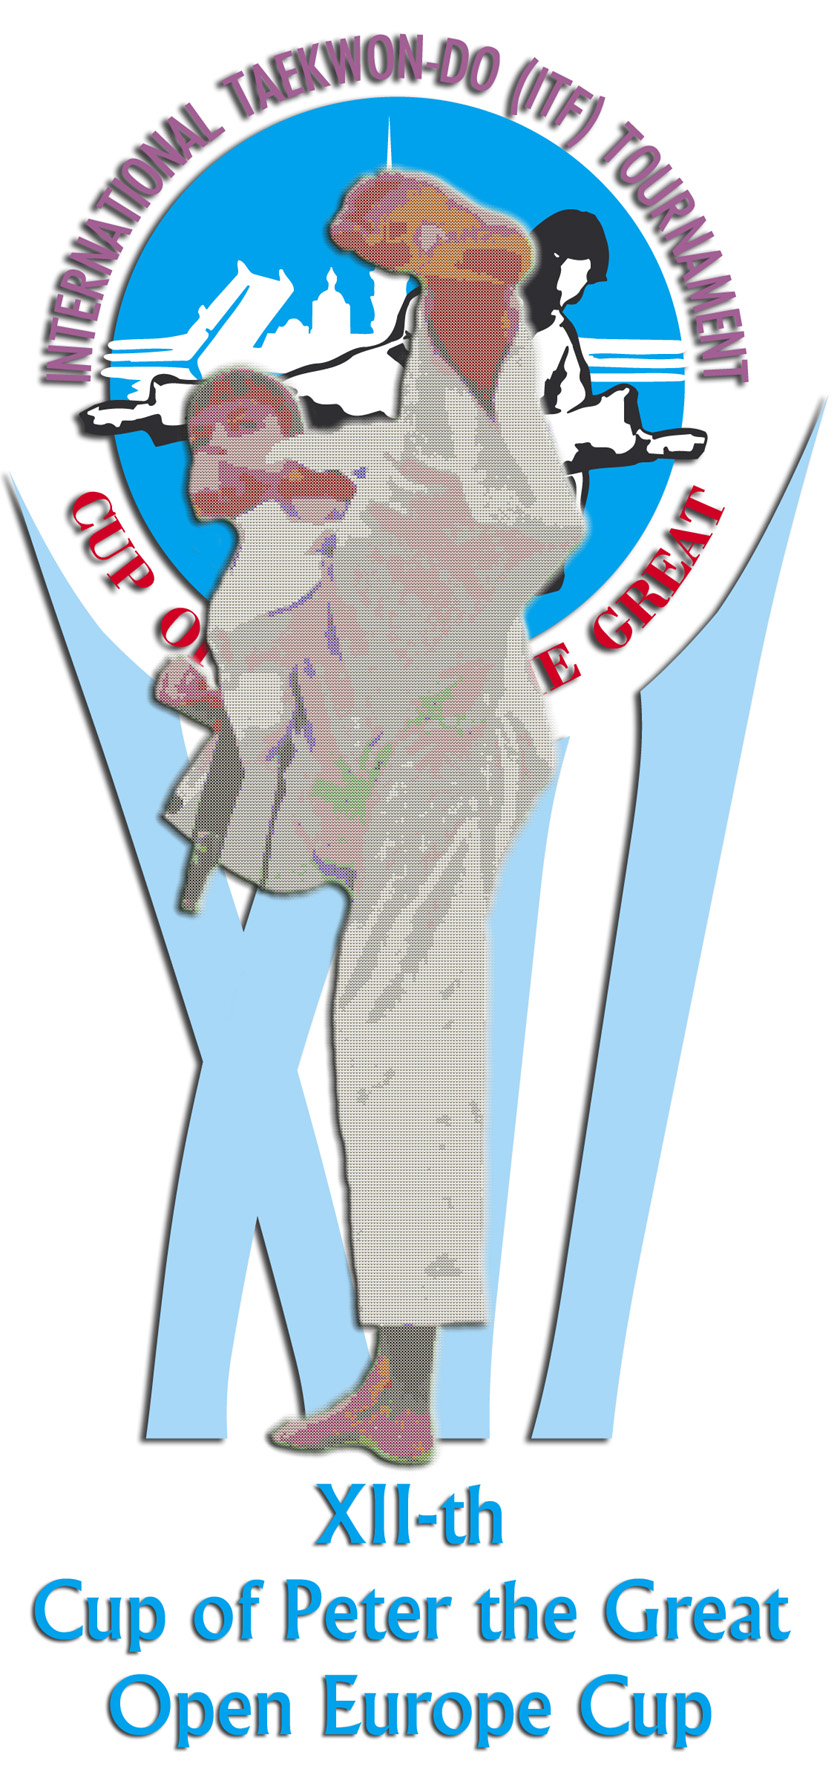 INTERNATIONAL TAEKWON-DO (ITF) TOURNAMENT
CUP E GREAT
XII-th
Cup of Peter the Great
Open Europe Cup